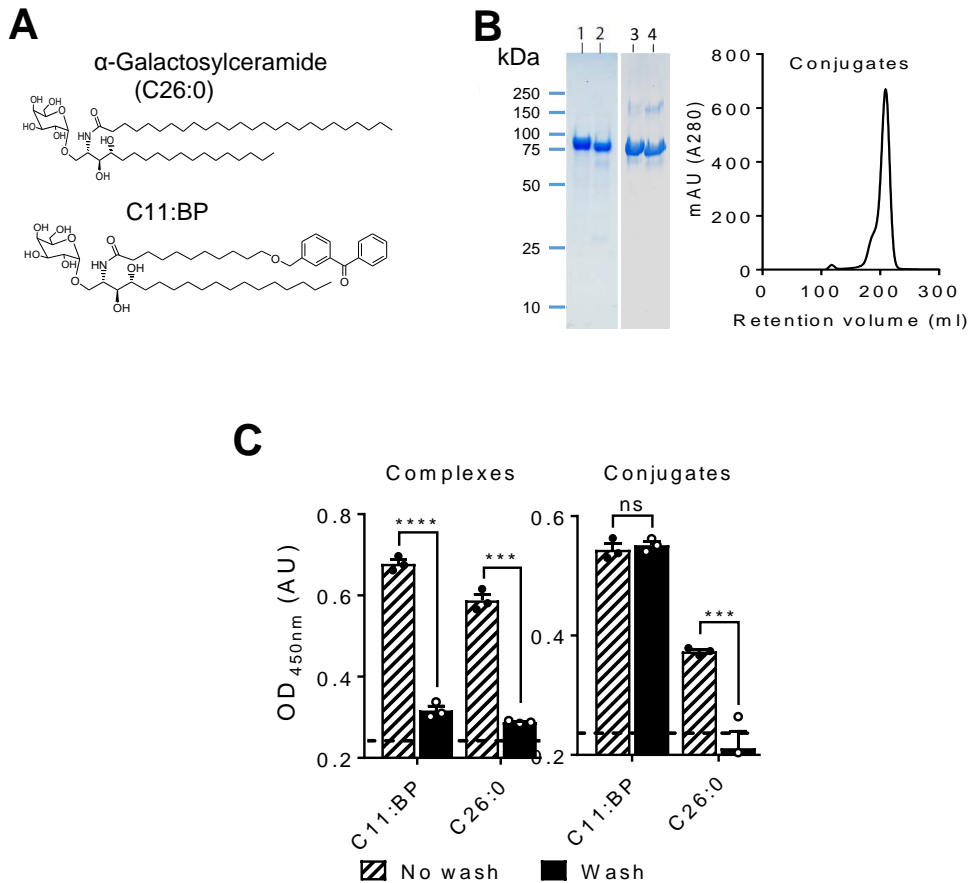 A
α-Galactosylceramide
(C26:0)
OH
OH
O
HO
OH
O
O
HN
HO
OH
C11:BP
OH
OH
O
HO
OH
O
O
HN
OH
OH
O
O
B
kDa
1 2 3 4
250
150
100
75
50
25
10
Conjugates
mAU (A280)
800
600
400
200
0
0 100 200 300
Retention volume (ml)
C
Complexes
OD450nm (AU)
0.8
0.6
0.4
0.2
****
***
C11:BP
C26:0
Conjugates
0.6
0.4
0.2
ns
***
C11:BP
C26:0
No wash
Wash